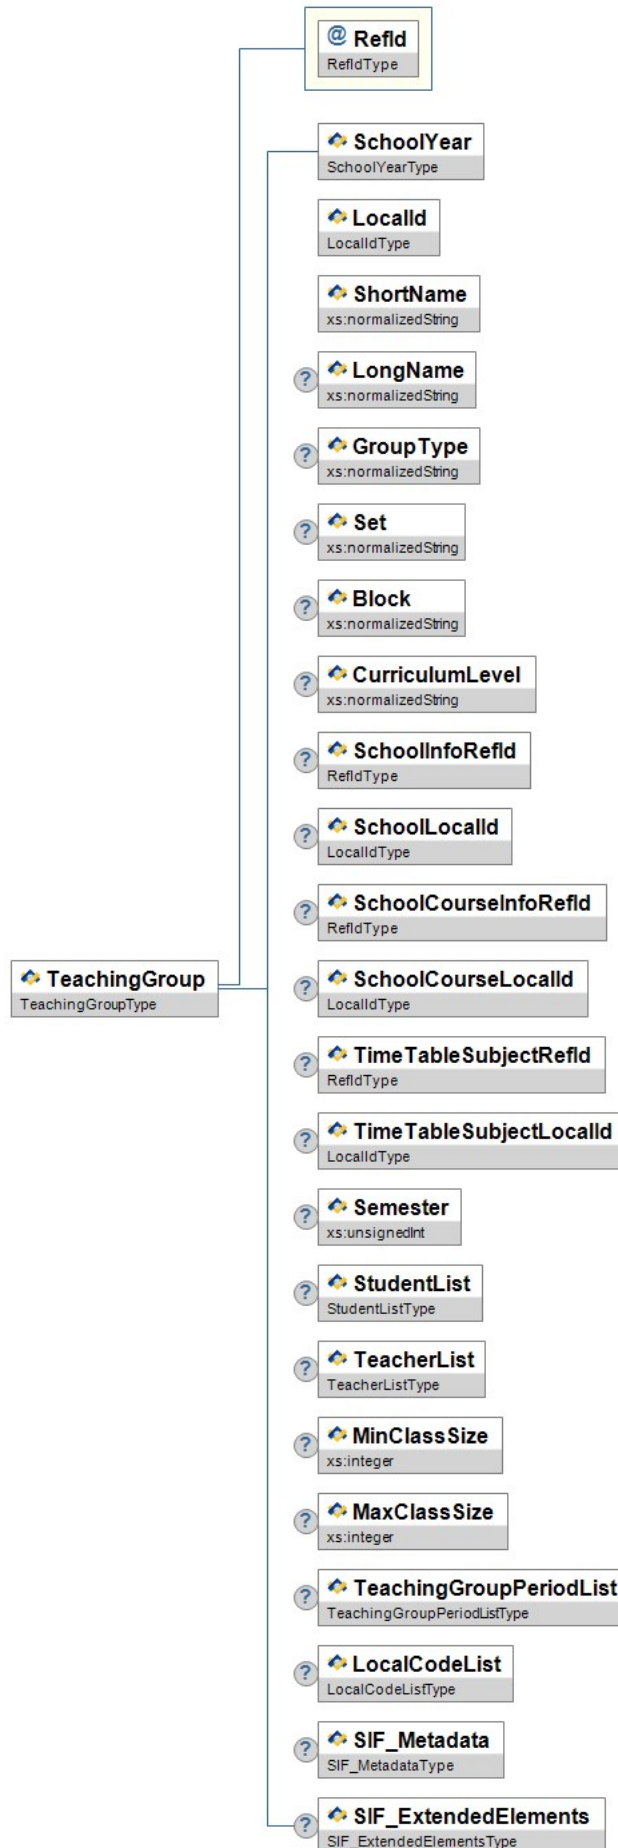 @ RefId
RefIdType
SchoolYear
SchoolYearType
LocalId
LocalIdType
ShortName
xs:normalizedString
? LongName
xs:normalizedString
? GroupType
xs:normalizedString
? Set
xs:normalizedString
? Block
xs:normalizedString
? CurriculumLevel
xs:normalizedString
? SchoolInfoRefId
RefIdType
? SchoolLocalId
LocalIdType
? SchoolCourseInfoRefId
RefIdType
TeachingGroup
TeachingGroupType
? SchoolCourseLocalId
LocalIdType
? TimeTableSubjectRefId
RefIdType
? TimeTableSubjectLocalId
LocalIdType
? Semester
xs:unsignedInt
? StudentList
StudentListType
? TeacherList
TeacherListType
? MinClassSize
xs:integer
? MaxClassSize
xs:integer
? TeachingGroupPeriodList
TeachingGroupPeriodListType
? LocalCodeList
LocalCodeListType
? SIF_Metadata
SIF_MetadataType
? SIF_ExtendedElements
SIF_ExtendedElementsType